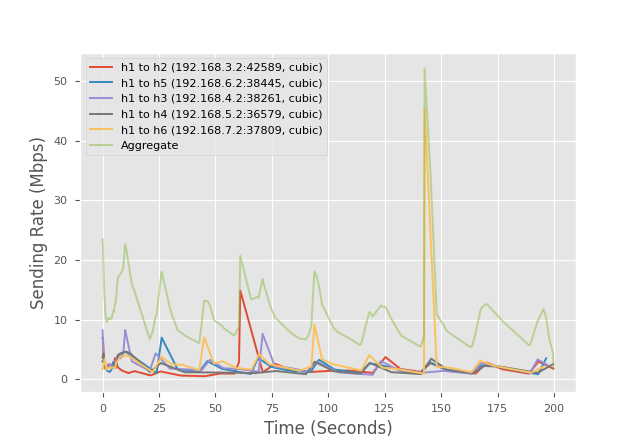 h1 to h2 (192.168.3.2:42589, cubic)
h1 to h5 (192.168.6.2:38445, cubic)
h1 to h3 (192.168.4.2:38261, cubic)
h1 to h4 (192.168.5.2:36579, cubic)
h1 to h6 (192.168.7.2:37809, cubic)
Aggregate
Sending Rate (Mbps)
50
40
30
20
10
0
0 25 50 75 100 125 150 175 200
Time (Seconds)